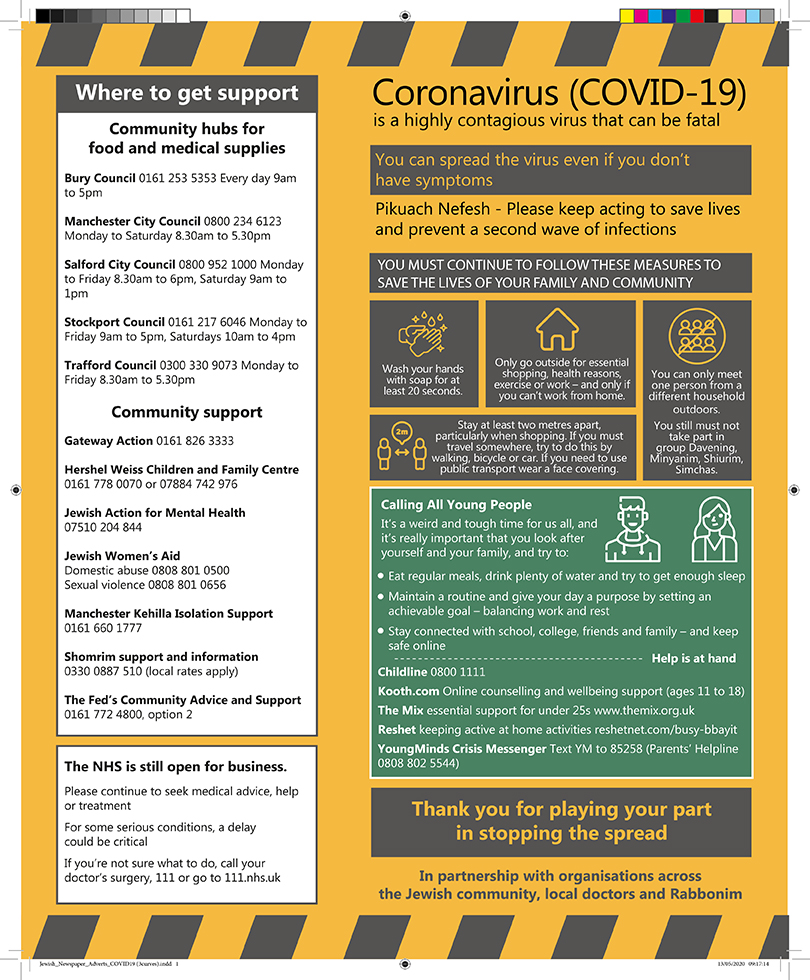 Where to get support
Community hubs for
food and medical supplies
Bury Council 0161 253 5353 Every day 9am
to 5pm
Manchester City Council 0800 234 6123
Monday to Saturday 8.30am to 5.30pm
Salford City Council 0800 952 1000 Monday
to Friday 8.30am to 6pm, Saturday 9am to
1pm
Stockport Council 0161 217 6046 Monday to
Friday 9am to 5pm, Saturdays 10am to 4pm
Trafford Council 0300 330 9073 Monday to
Friday 8.30am to 5.30pm
Community support
Gateway Action 0161 826 3333
Hershel Weiss Children and Family Centre
0161 778 0070 or 07884 742 976
Jewish Action for Mental Health
07510 204 844
Jewish Women's Aid
Domestic abuse 0808 801 0500
Sexual violence 0808 801 0656
Manchester Kehilla Isolation Support
0161 660 1777
Shomrim support and information
0330 0887 510 (local rates apply)
The Fed's Community Advice and Support
0161 772 4800, option 2
The NHS is still open for business.
Please continue to seek medical advice, help
or treatment
For some serious conditions, a delay
could be critical
If you're not sure what to do, call your
doctor's surgery, 111 or go to 111.nhs.uk
Coronavirus (COVID-19)
is a highly contagious virus that can be fatal
You can spread the virus even if you don't
have symptoms
Pikuach Nefesh - Please keep acting to save lives
and prevent a second wave of infections
YOU MUST CONTINUE TO FOLLOW THESE MEASURES TO
SAVE THE LIVES OF YOUR FAMILY AND COMMUNITY
Wash your hands
with soap for at
least 20 seconds.
Only go outside for essential
shopping, health reasons,
exercise or work – and only if
you can't work from home.
You can only meet
one person from a
different household
outdoors.
You still must not
take part in
group Davening,
Minyanim, Shiurim,
Simchas.
2m
Stay at least two metres apart,
particularly when shopping. If you must
travel somewhere, try to do this by
walking, bicycle or car. If you need to use
public transport wear a face covering.
Calling All Young People
It's a weird and tough time for us all, and
it's really important that you look after
yourself and your family, and try to:
• Eat regular meals, drink plenty of water and try to get enough sleep
• Maintain a routine and give your day a purpose by setting an
achievable goal – balancing work and rest
• Stay connected with school, college, friends and family – and keep
safe online
Help is at hand
Childline 0800 1111
Kooth.com Online counselling and wellbeing support (ages 11 to 18)
The Mix essential support for under 25s www.themix.org.uk
Reshet keeping active at home activities reshetnet.com/busy-bbayit
YoungMinds Crisis Messenger Text YM to 85258 (Parents' Helpline
0808 802 5544)
Thank you for playing your part
in stopping the spread
In partnership with organisations across
the Jewish community, local doctors and Rabbonim
Jewish_Newspaper_Adverts_COVID19 (3curves).indd 1
13/05/2020 09:17:14